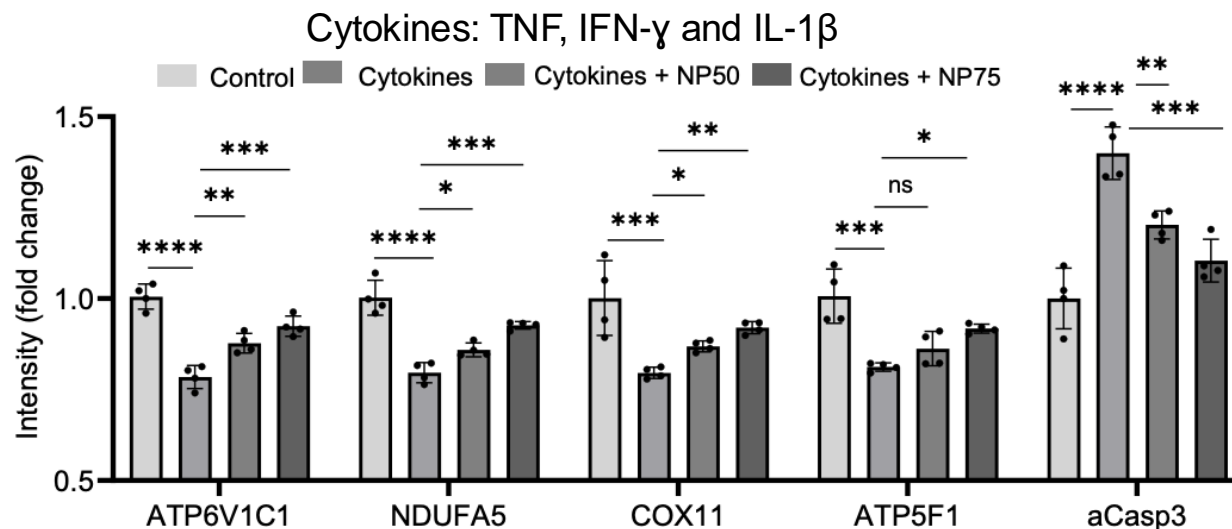 Cytokines: TNF, IFN-ɣ and IL-1β
Control Cytokines Cytokines + NP50 Cytokines + NP75
Intensity (fold change)
1.5
1.0
0.5
**** ** ***
**** * ***
*** * **
*** ns *
**** ** ***
ATP6V1C1 NDUFA5 COX11 ATP5F1 aCasp3